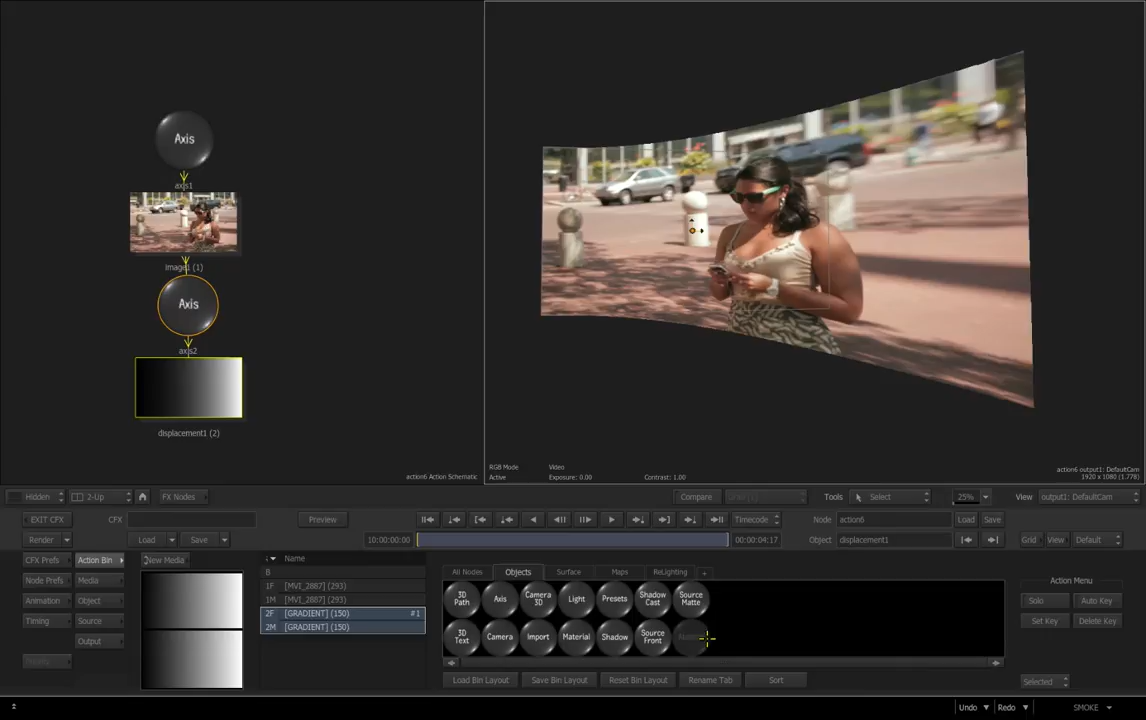 Axis
axis1
image1 (1)
Axis
axis2
displacement1 (2)
action6 Action Schematic
RGB Mode
Video
Active
Exposure: 0.00
Contrast: 1.00
action6 output1: DefaultCam
1920 x 1080 (1.778)
Hidden
2-Up
FX Nodes
Compare
Tools
Select
25%
View
output1: DefaultCam
EXIT CFX
CFX
Preview
Timecode
Node
action6
Load
Save
Render
Load
Save
10:00:00:00
00:00:04:17
Object
displacement1
Grid
View
Default
CFX Prefs
Action Bin
New Media
Name
All Nodes
Objects
Surface
Maps
ReLighting
+
Action Menu
Node Prefs
Media
B
Animation
Object
1F [MVI_2887] (293)
Timing
Source
1M [MVI_2887] (293)
Output
2F [GRADIENT] (150) #1
2M [GRADIENT] (150)
3D Path
Axis
Camera 3D
Light
Presets
Shadow Cast
Source Matte
3D Text
Camera
Import
Material
Shadow
Source Front
Solo
Auto Key
Set Key
Delete Key
Load Bin Layout
Save Bin Layout
Reset Bin Layout
Rename Tab
Sort
Selected
Undo
Redo
SMOKE